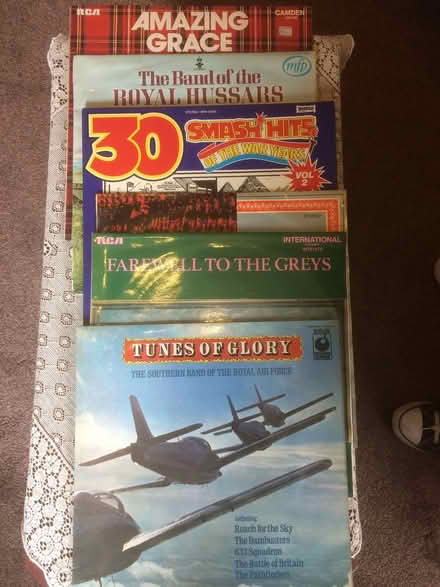 RCA
AMAZING
GRACE
CAMDEN
The Band of the
ROYAL HUSSARS
mfp
30
SMASH HITS
OF THE WAR YEARS
VOL
2
RCA
INTERNATIONAL
FAREWELL TO THE GREYS
TUNES OF GLORY
THE SOUTHERN BAND OF THE ROYAL AIR FORCE
including
Reach for the Sky
The Dambusters
633 Squadron
The Battle of Britain
The Pathfinders